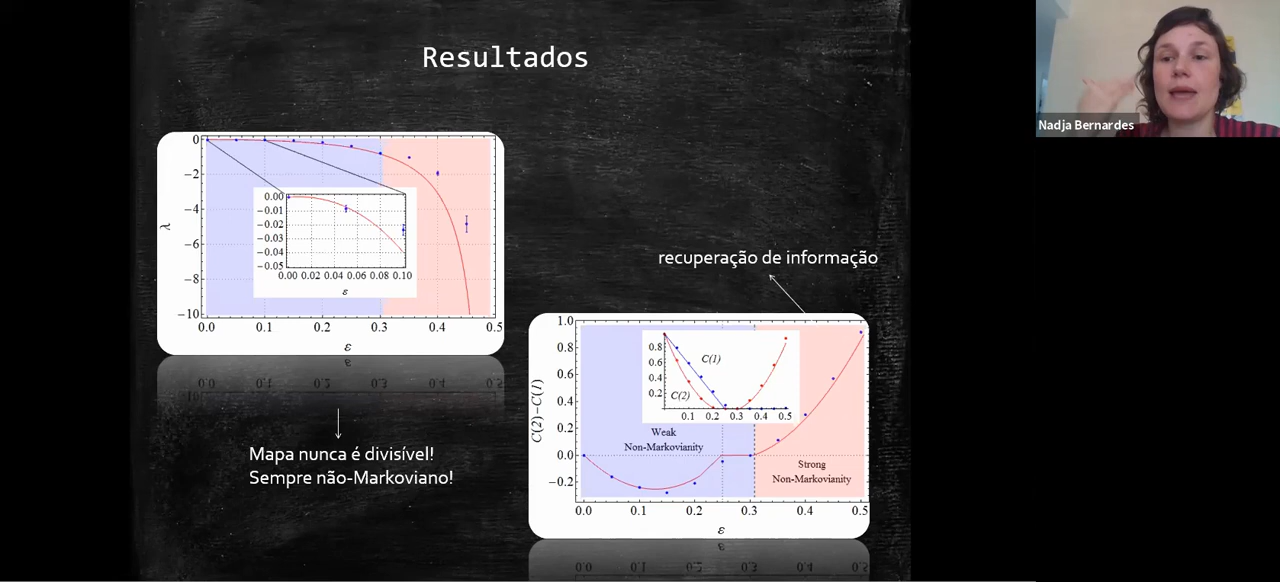 Resultados
Nadja Bernardes
0
−2
−4
−6
−8
−10
λ
0.0 0.1 0.2 0.3 0.4 0.5
ε
0.00
−0.01
−0.02
−0.03
−0.04
−0.05
0.00 0.02 0.04 0.06 0.08 0.10
ε
Mapa nunca é divisível!
Sempre não-Markoviano!
recuperação de informação
1.0
0.8
0.6
0.4
0.2
0.0
−0.2
C(2)−C(1)
0.8
0.6
0.4
0.2
C(1)
C(2)
0.1 0.2 0.3 0.4 0.5
Weak
Non-Markovianity
Strong
Non-Markovianity
0.0 0.1 0.2 0.3 0.4 0.5
ε